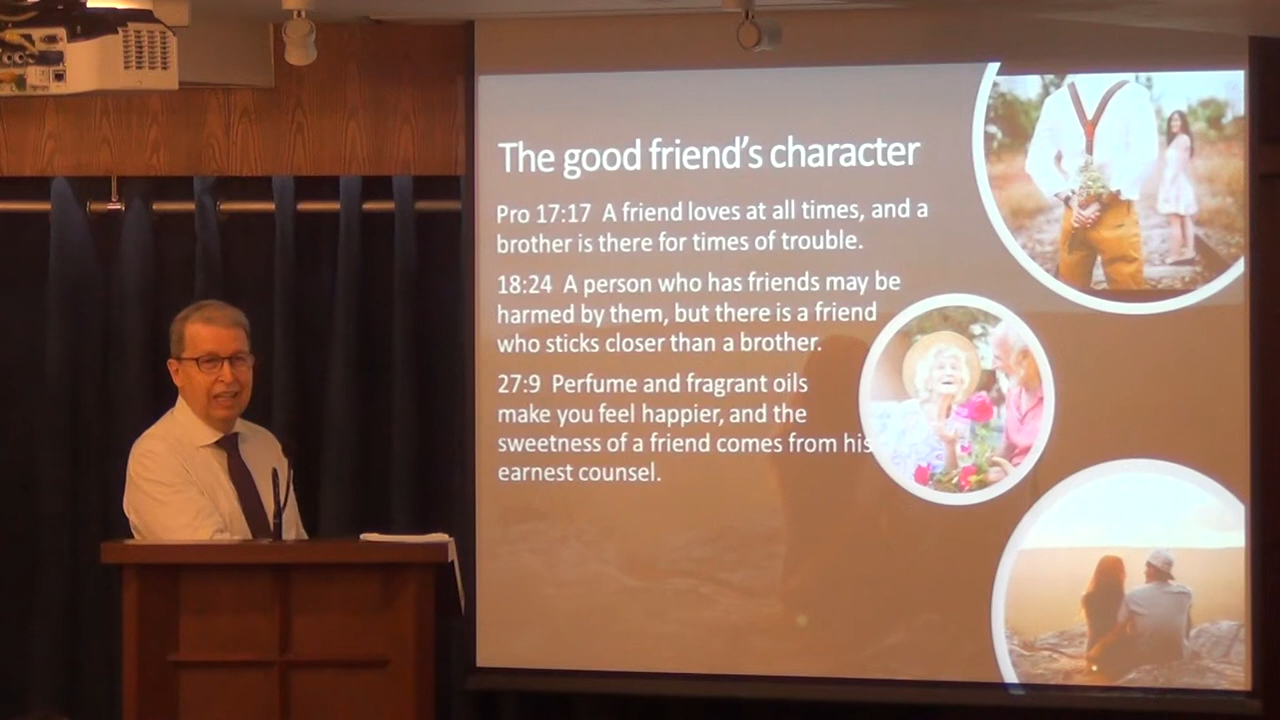 The good friend's character
Pro 17:17 A friend loves at all times, and a
brother is there for times of trouble.
18:24 A person who has friends may be
harmed by them, but there is a friend
who sticks closer than a brother.
27:9 Perfume and fragrant oils
make you feel happier, and the
sweetness of a friend comes from his
earnest counsel.